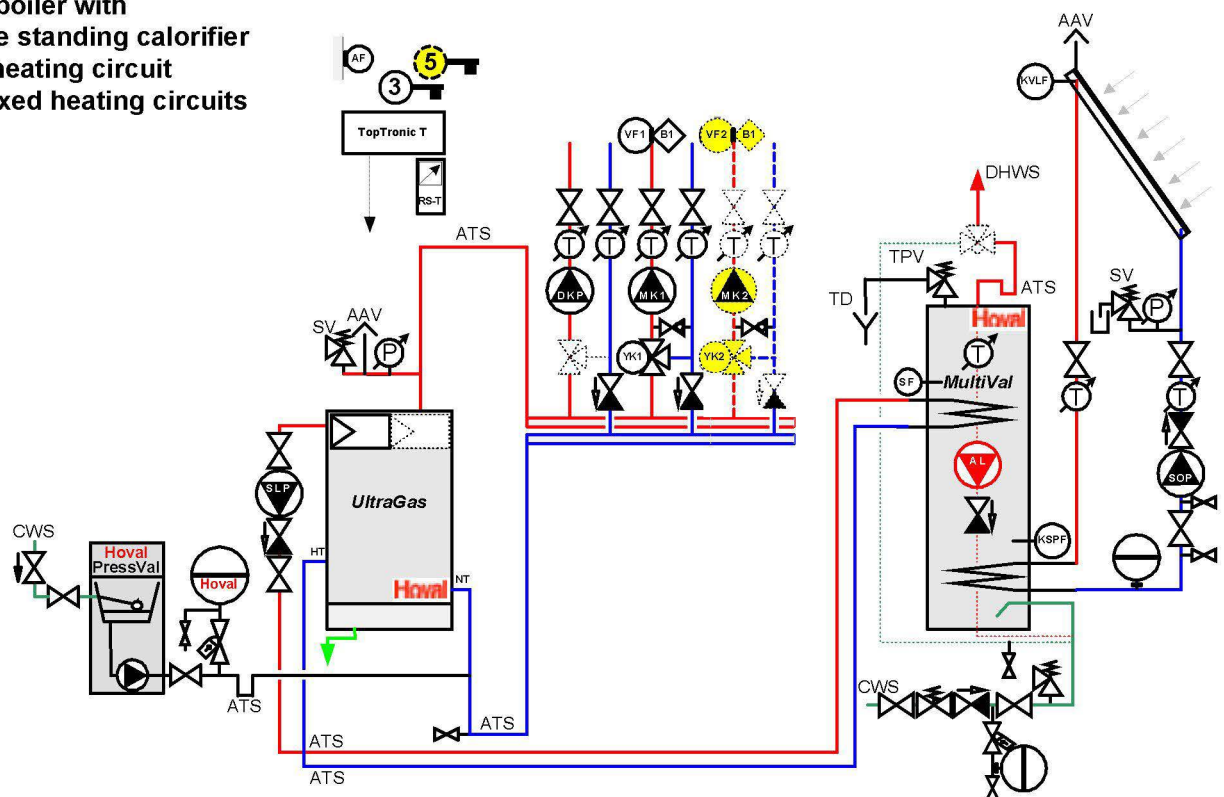 boiler with
e standing calorifier
heating circuit
xed heating circuits
AF
5
3
TopTronic T
RS-T
VF1 B1 VF2 B1
AAV
KVLF
DHWS
ATS
T T T T T T
TPV
DKP MK1 MK2
SV
TD
ATS
SV AAV
P
P
Hoval
YK1 YK2
T
SF
MultiVal
T T
SLP
UltraGas
AL
SOP
CWS
HT
KSPF
Hoval
PressVal
Hoval
Hoval
NT
ATS
CWS
ATS
ATS
ATS